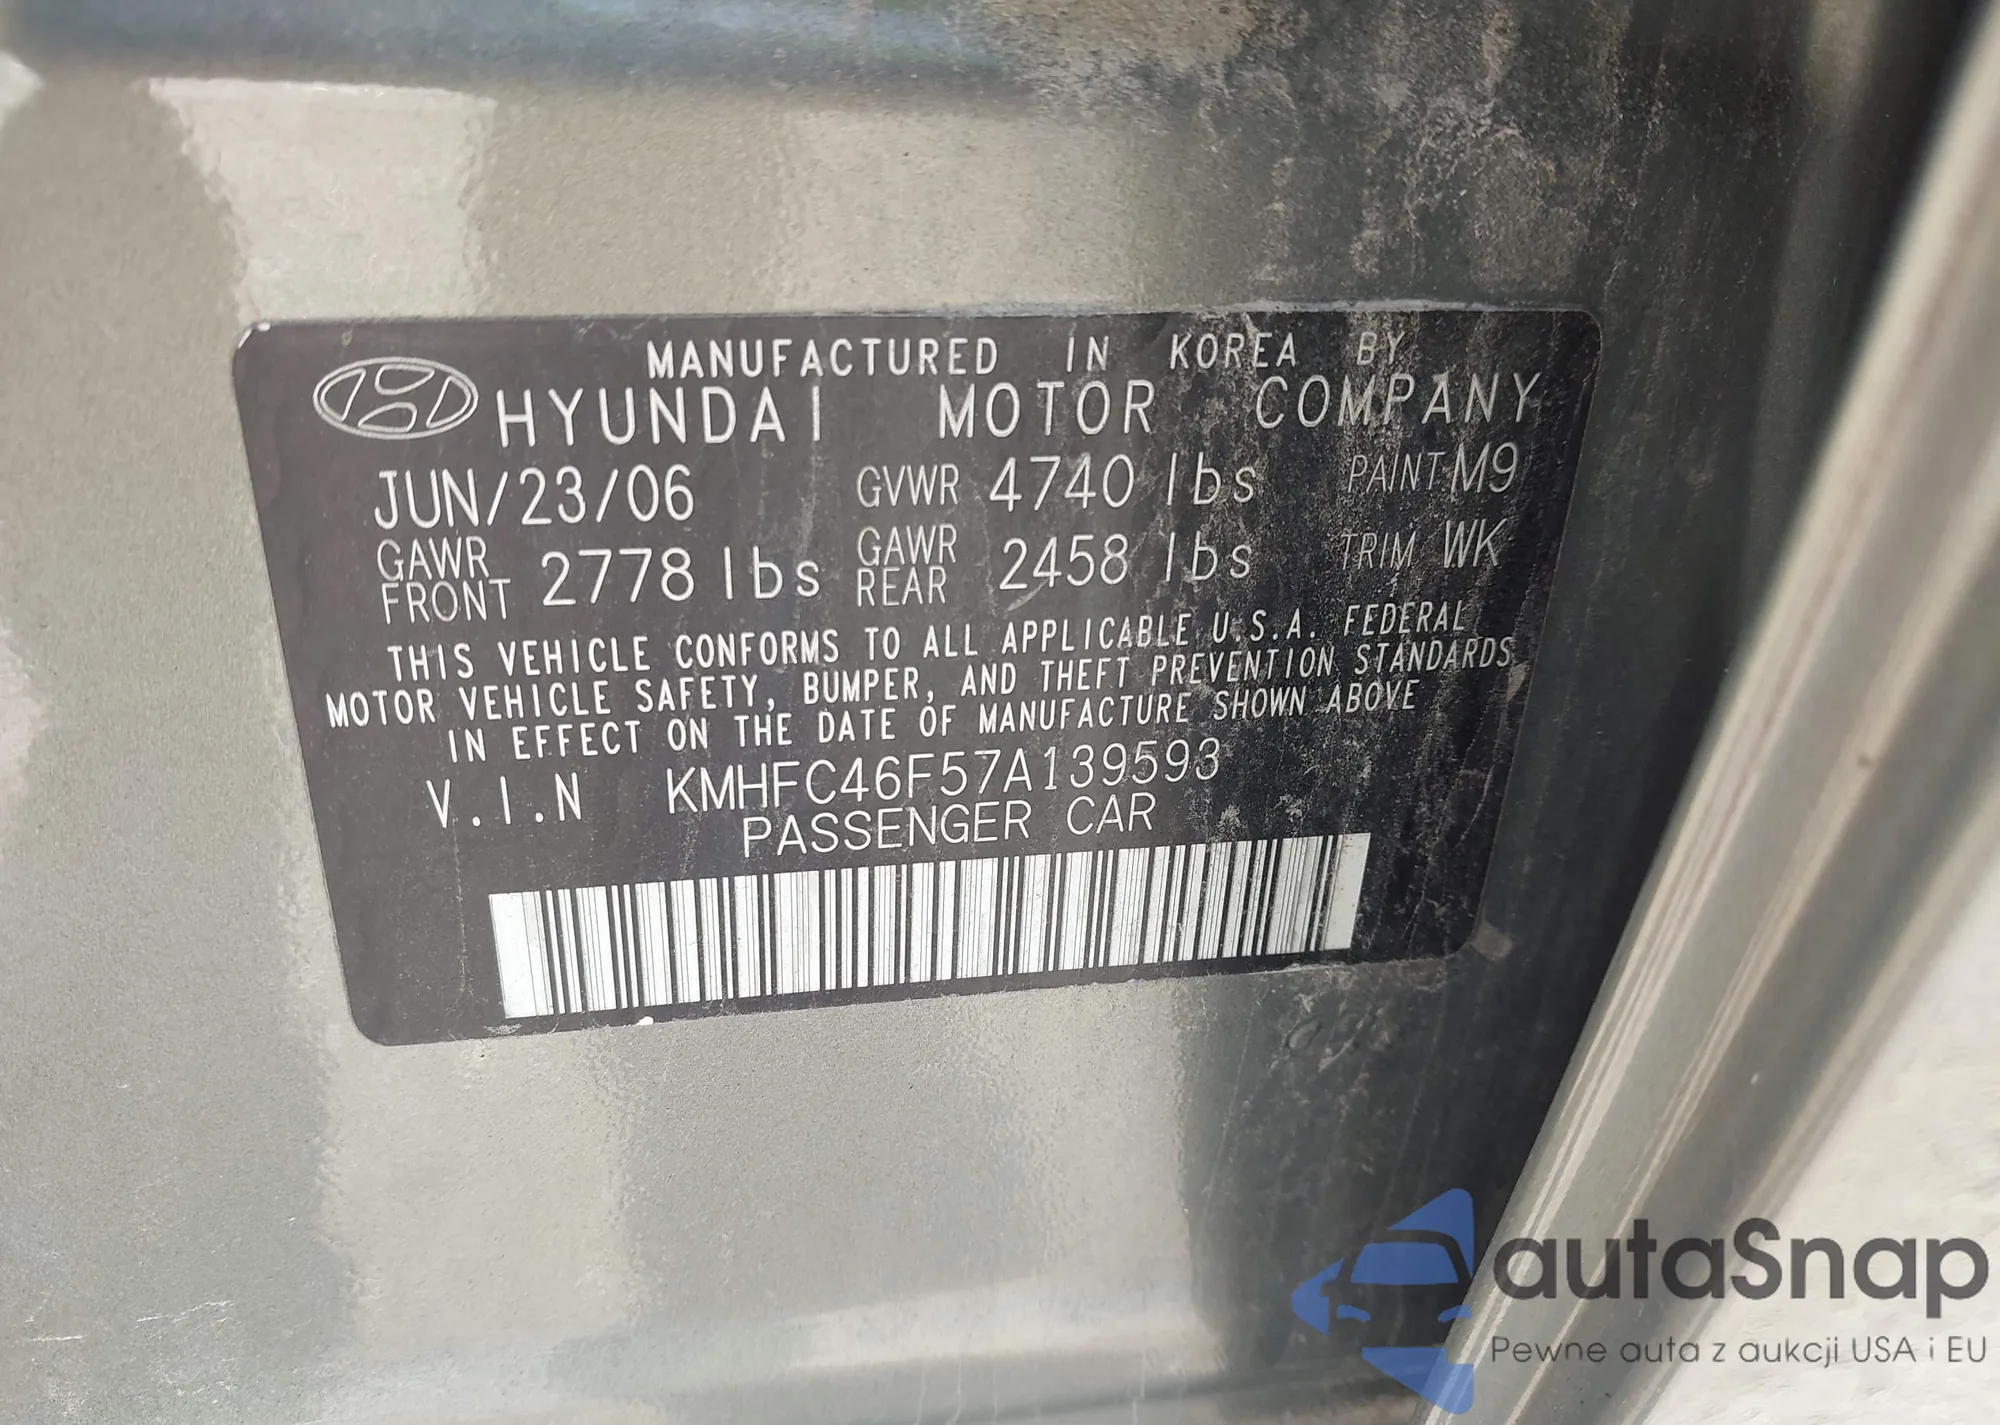 MANUFACTURED IN KOREA BY
HYUNDAI MOTOR COMPANY
JUN/23/06 GVWR 4740 lbs PAINT M9
GAWR FRONT 2778 lbs GAWR REAR 2458 lbs TRIM WK
THIS VEHICLE CONFORMS TO ALL APPLICABLE U.S.A. FEDERAL
MOTOR VEHICLE SAFETY, BUMPER, AND THEFT PREVENTION STANDARDS
IN EFFECT ON THE DATE OF MANUFACTURE SHOWN ABOVE
V.I.N KMHFC46F57A139593
PASSENGER CAR
autaSnap
Pewne auta z aukcji USA i EU